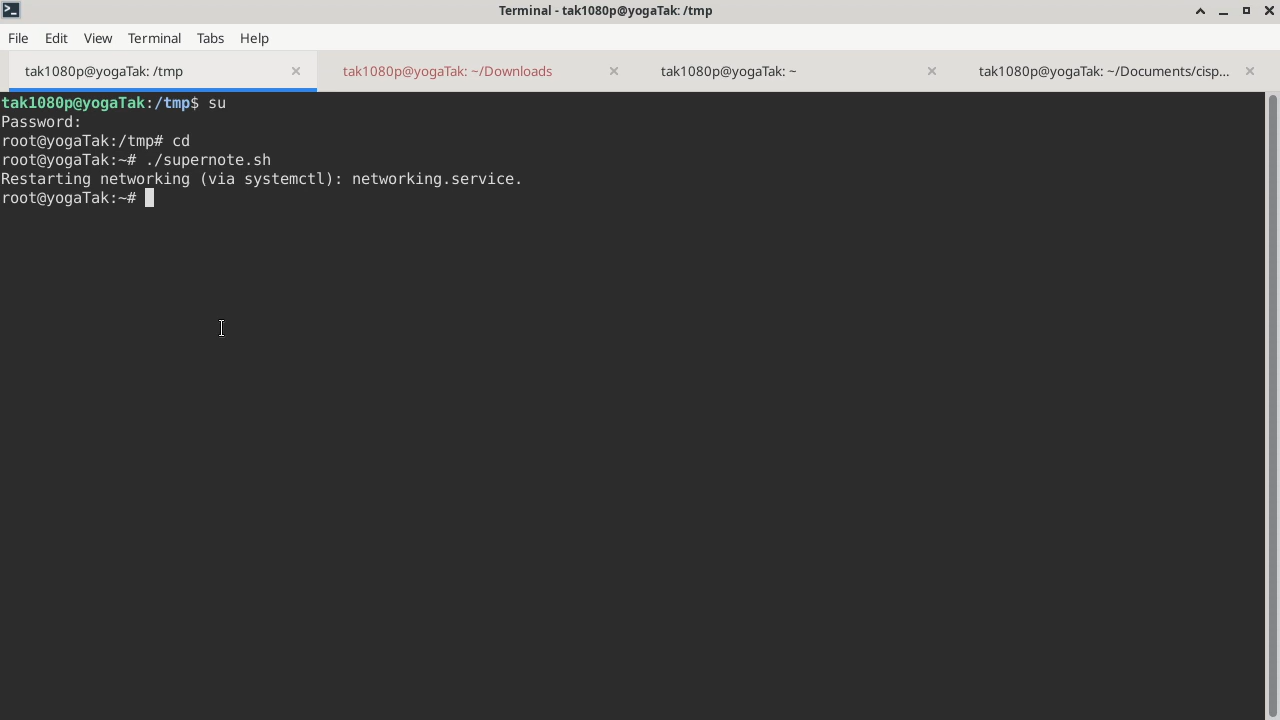 Terminal - tak1080p@yogaTak: /tmp
File Edit View Terminal Tabs Help
tak1080p@yogaTak: /tmp tak1080p@yogaTak: ~/Downloads tak1080p@yogaTak: ~ tak1080p@yogaTak: ~/Documents/cisp...
tak1080p@yogaTak:/tmp$ su
Password:
root@yogaTak:/tmp# cd
root@yogaTak:~# ./supernote.sh
Restarting networking (via systemctl): networking.service.
root@yogaTak:~#